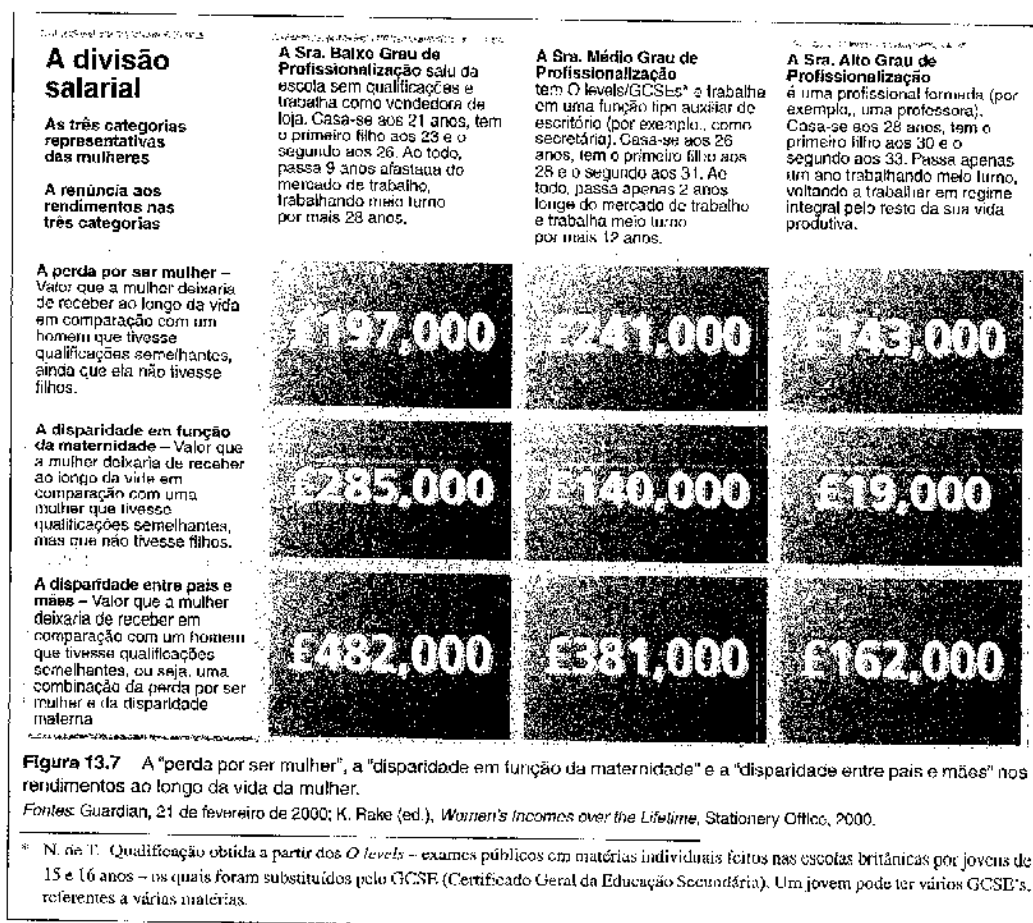 A divisão
salarial
As três categorias
representativas
das mulheres
A renúncia aos
rendimentos nas
três categorias
A Sra. Baixo Grau de
Profissionalização saiu da
escola sem qualificações e
trabalha como vendedora de
loja. Casa-se aos 21 anos, tem
o primeiro filho aos 23 e o
segundo aos 26. Ao todo,
passa 9 anos afastada do
mercado de trabalho,
trabalhando meio turno
por mais 28 anos.
A Sra. Médio Grau de
Profissionalização
tem O levels/GCSEs* e trabalha
em uma função tipo auxiliar de
escritório (por exemplo., como
secretária). Casa-se aos 26
anos, tem o primeiro filho aos
28 e o segundo aos 31. Ao
todo, passa apenas 2 anos
longe do mercado de trabalho
e trabalha meio turno
por mais 12 anos.
A Sra. Alto Grau de
Profissionalização
é uma profissional formada (por
exemplo,, uma professora).
Casa-se aos 28 anos, tem o
primeiro filho aos 30 e o
segundo aos 33. Passa apenas
um ano trabalhando meio turno,
voltando a trabalhar em regime
integral pelo resto da sua vida
produtiva.
A perda por ser mulher –
Valor que a mulher deixaria
de receber ao longo da vida
em comparação com um
homem que tivesse
qualificações semelhantes,
ainda que ela não tivesse
filhos.
£197,000
£241,000
£143,000
A disparidade em função
da maternidade – Valor que
a mulher deixaria de receber
ao longo da vida em
comparação com uma
mulher que tivesse
qualificações semelhantes,
mas que não tivesse filhos.
£285,000
£140,000
£19,000
A disparidade entre pais e
mães – Valor que a mulher
deixaria de receber em
comparação com um homem
que tivesse qualificações
semelhantes, ou seja, uma
combinação da perda por ser
mulher e da disparidade
materna
£482,000
£381,000
£162,000
Figura 13.7 A "perda por ser mulher", a "disparidade em função da maternidade" e a "disparidade entre pais e mães" nos
rendimentos ao longo da vida da mulher.
Fontes: Guardian, 21 de fevereiro de 2000; K. Rake (ed.), Women's Incomes over the Lifetime, Stationery Office, 2000.
* N. de T. Qualificação obtida a partir dos O levels – exames públicos em matérias individuais feitos nas escolas britânicas por jovens de
15 e 16 anos – os quais foram substituídos pelo GCSE (Certificado Geral da Educação Secundária). Um jovem pode ter vários GCSE's,
referentes a várias matérias.